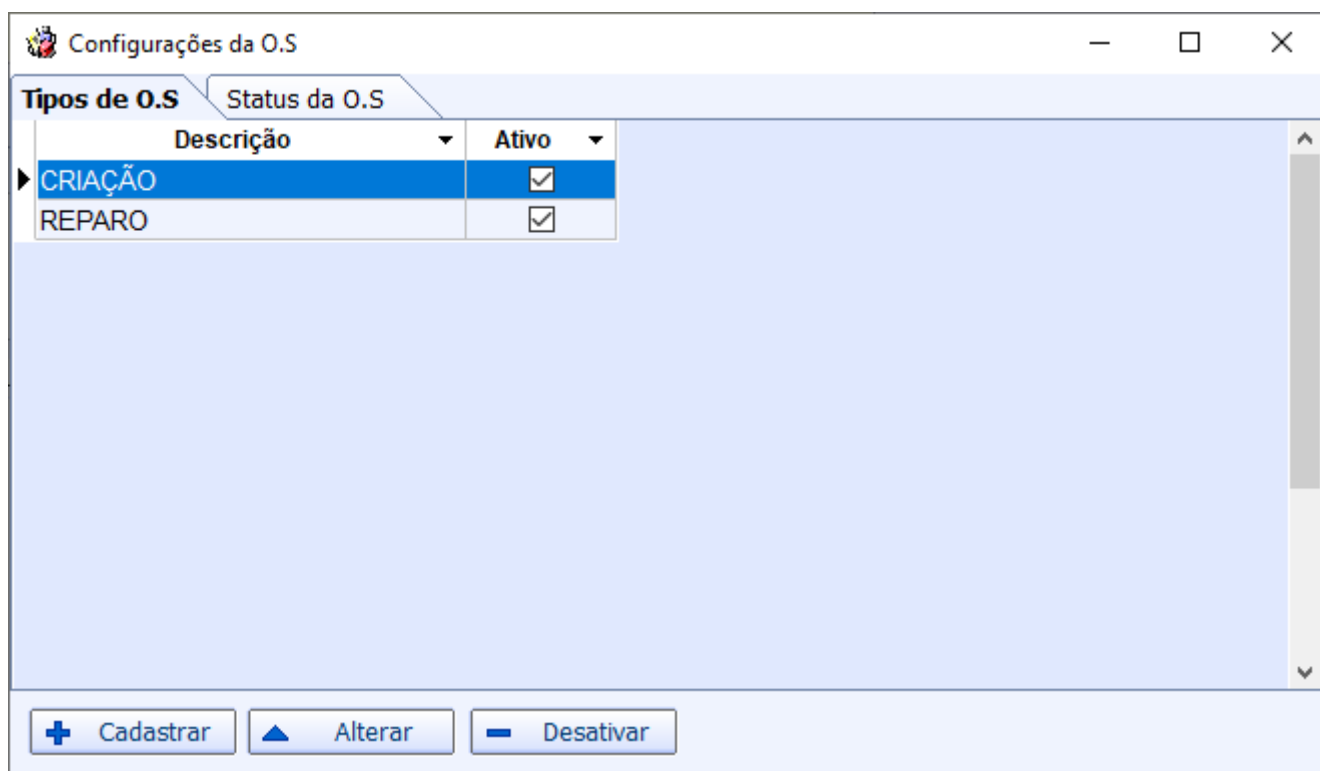 Configurações da O.S
Tipos de O.S Status da O.S
Descrição Ativo
CRIAÇÃO
REPARO
Cadastrar Alterar Desativar